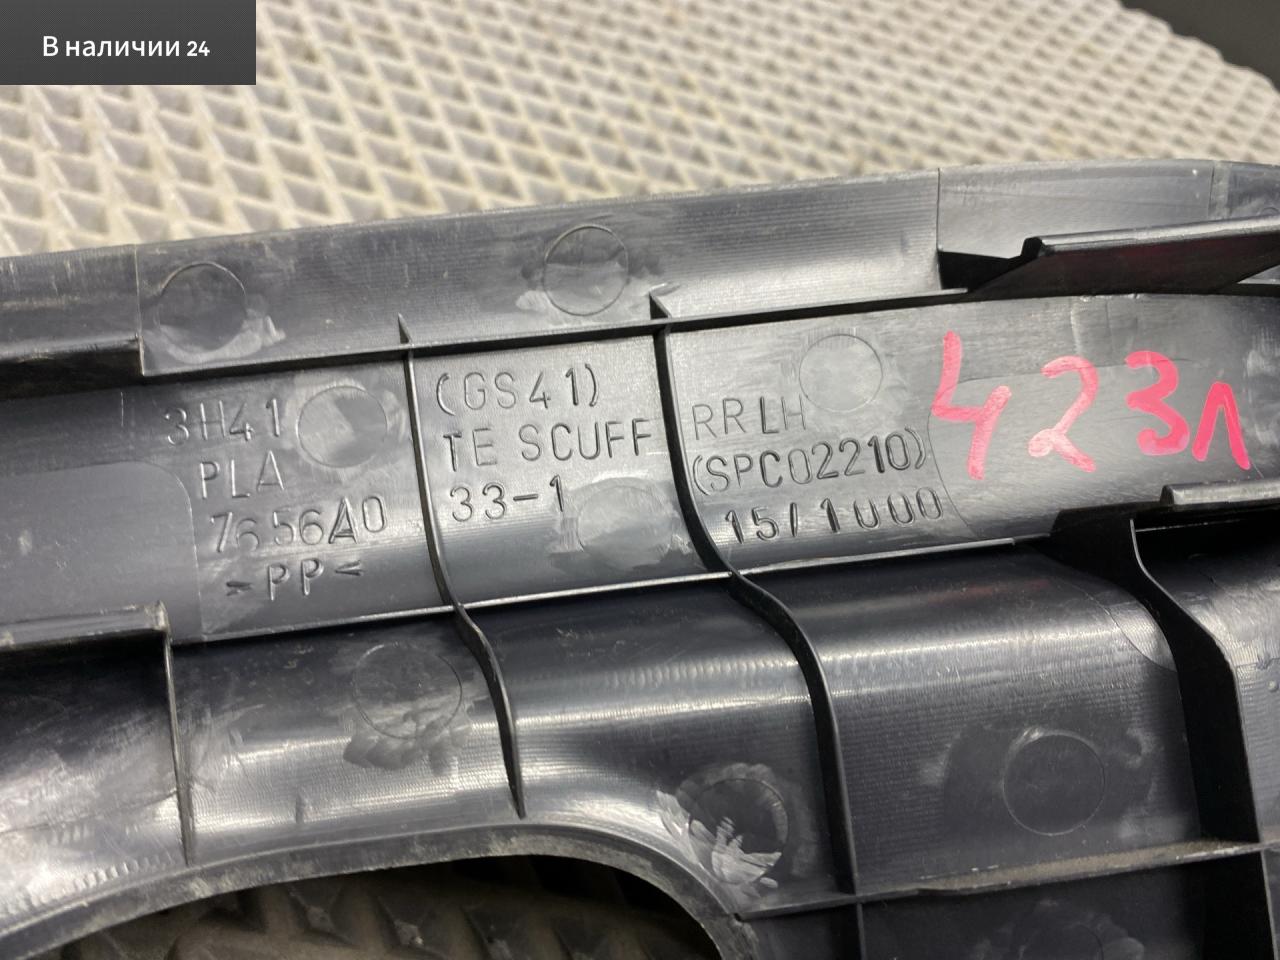 В наличии 24
3H41
PLA
7656A0
>PP<
(GS41)
TE SCUFF
33-1
RR LH
(SPC02210)
15/1000
423л